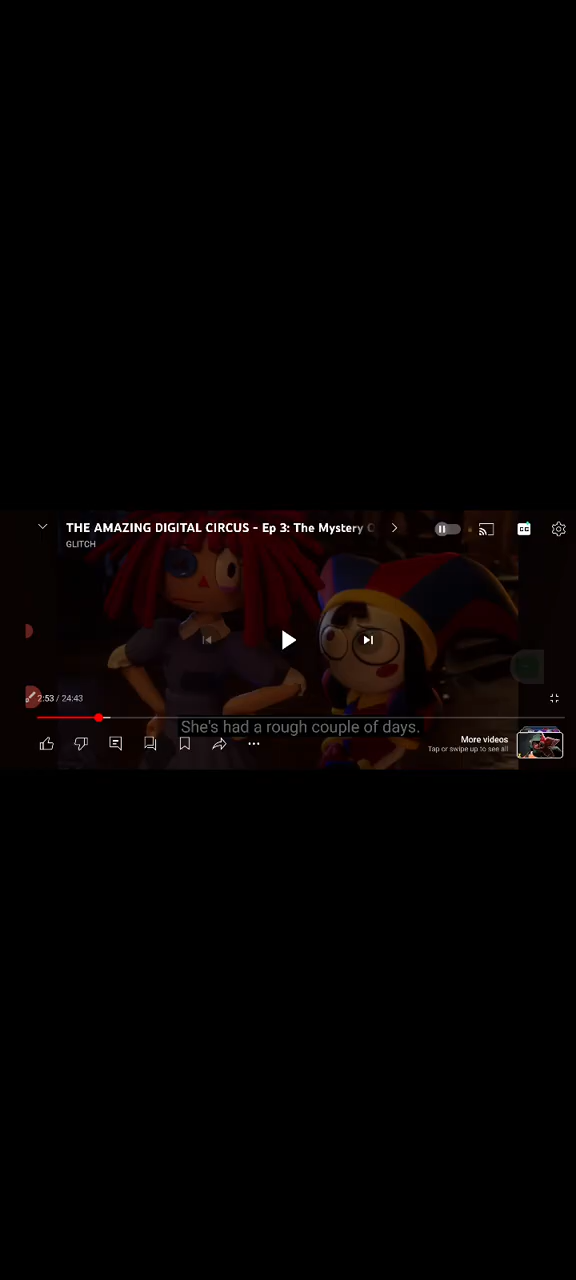 THE AMAZING DIGITAL CIRCUS - Ep 3: The Mystery
GLITCH
CC
2:53 / 24:43
She's had a rough couple of days.
More videos
Tap or swipe up to see all